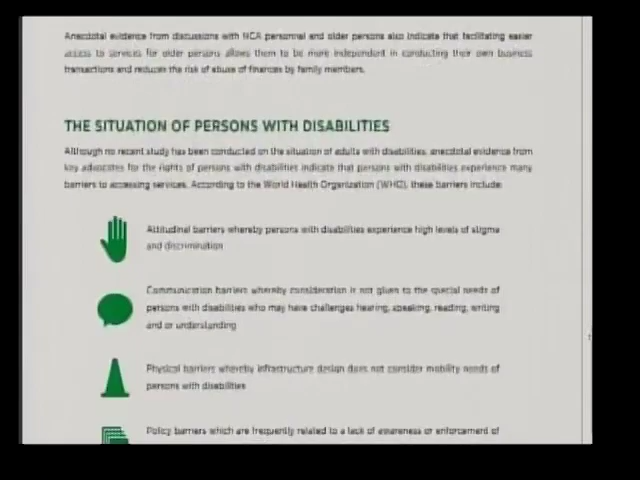 Anecdotal evidence from discussions with NCA personnel and older persons also indicate that facilitating easier
access to services for older persons allows them to be more independent in conducting their own business
transactions and reduces the risk of abuse of finances by family members.
THE SITUATION OF PERSONS WITH DISABILITIES
Although no recent study has been conducted on the situation of adults with disabilities, anecdotal evidence from
key advocates for the rights of persons with disabilities indicate that persons with disabilities experience many
barriers to accessing services. According to the World Health Organization (WHO), these barriers include:
Attitudinal barriers whereby persons with disabilities experience high levels of stigma
and discrimination
Communication barriers whereby consideration is not given to the special needs of
persons with disabilities who may have challenges hearing, speaking, reading, writing
and or understanding
Physical barriers whereby infrastructure design does not consider mobility needs of
persons with disabilities
Policy barriers which are frequently related to a lack of awareness or enforcement of